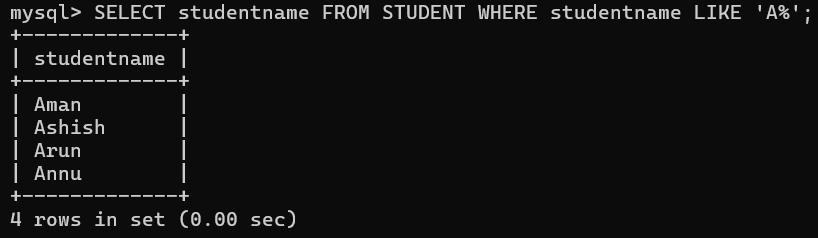 mysql> SELECT studentname FROM STUDENT WHERE studentname LIKE 'A%';
+-------------+
| studentname |
+-------------+
| Aman        |
| Ashish      |
| Arun        |
| Annu        |
+-------------+
4 rows in set (0.00 sec)